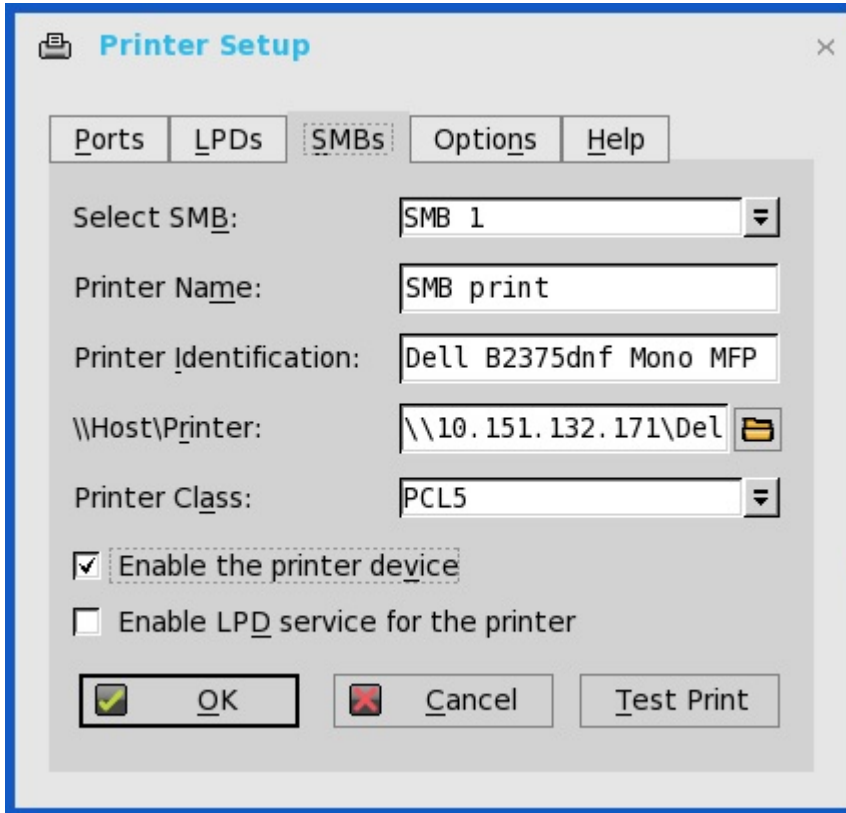 Printer Setup
Ports LPDs SMBs Options Help
Select SMB: SMB 1
Printer Name: SMB print
Printer Identification: Dell B2375dnf Mono MFP
\\Host\Printer: \\10.151.132.171\Del
Printer Class: PCL5
Enable the printer device
Enable LPD service for the printer
OK Cancel Test Print